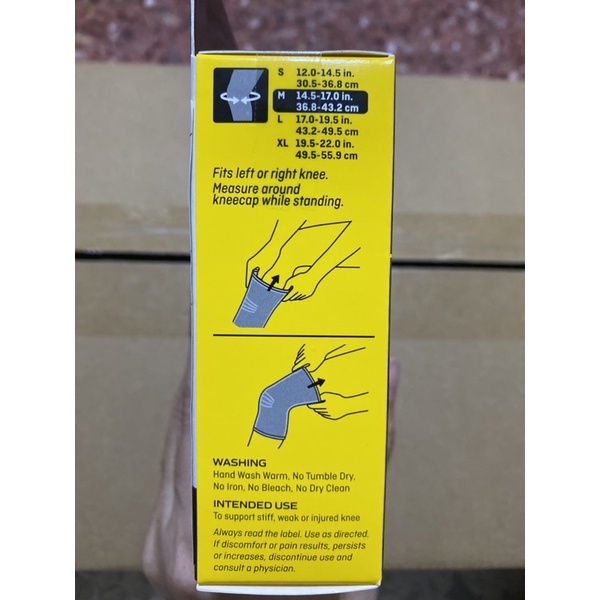 S 12.0-14.5 in.
30.5-36.8 cm
M 14.5-17.0 in.
36.8-43.2 cm
L 17.0-19.5 in.
43.2-49.5 cm
XL 19.5-22.0 in.
49.5-55.9 cm
Fits left or right knee.
Measure around
kneecap while standing.
WASHING
Hand Wash Warm, No Tumble Dry,
No Iron, No Bleach, No Dry Clean
INTENDED USE
To support stiff, weak or injured knee
Always read the label. Use as directed.
If discomfort or pain results, persists
or increases, discontinue use and
consult a physician.